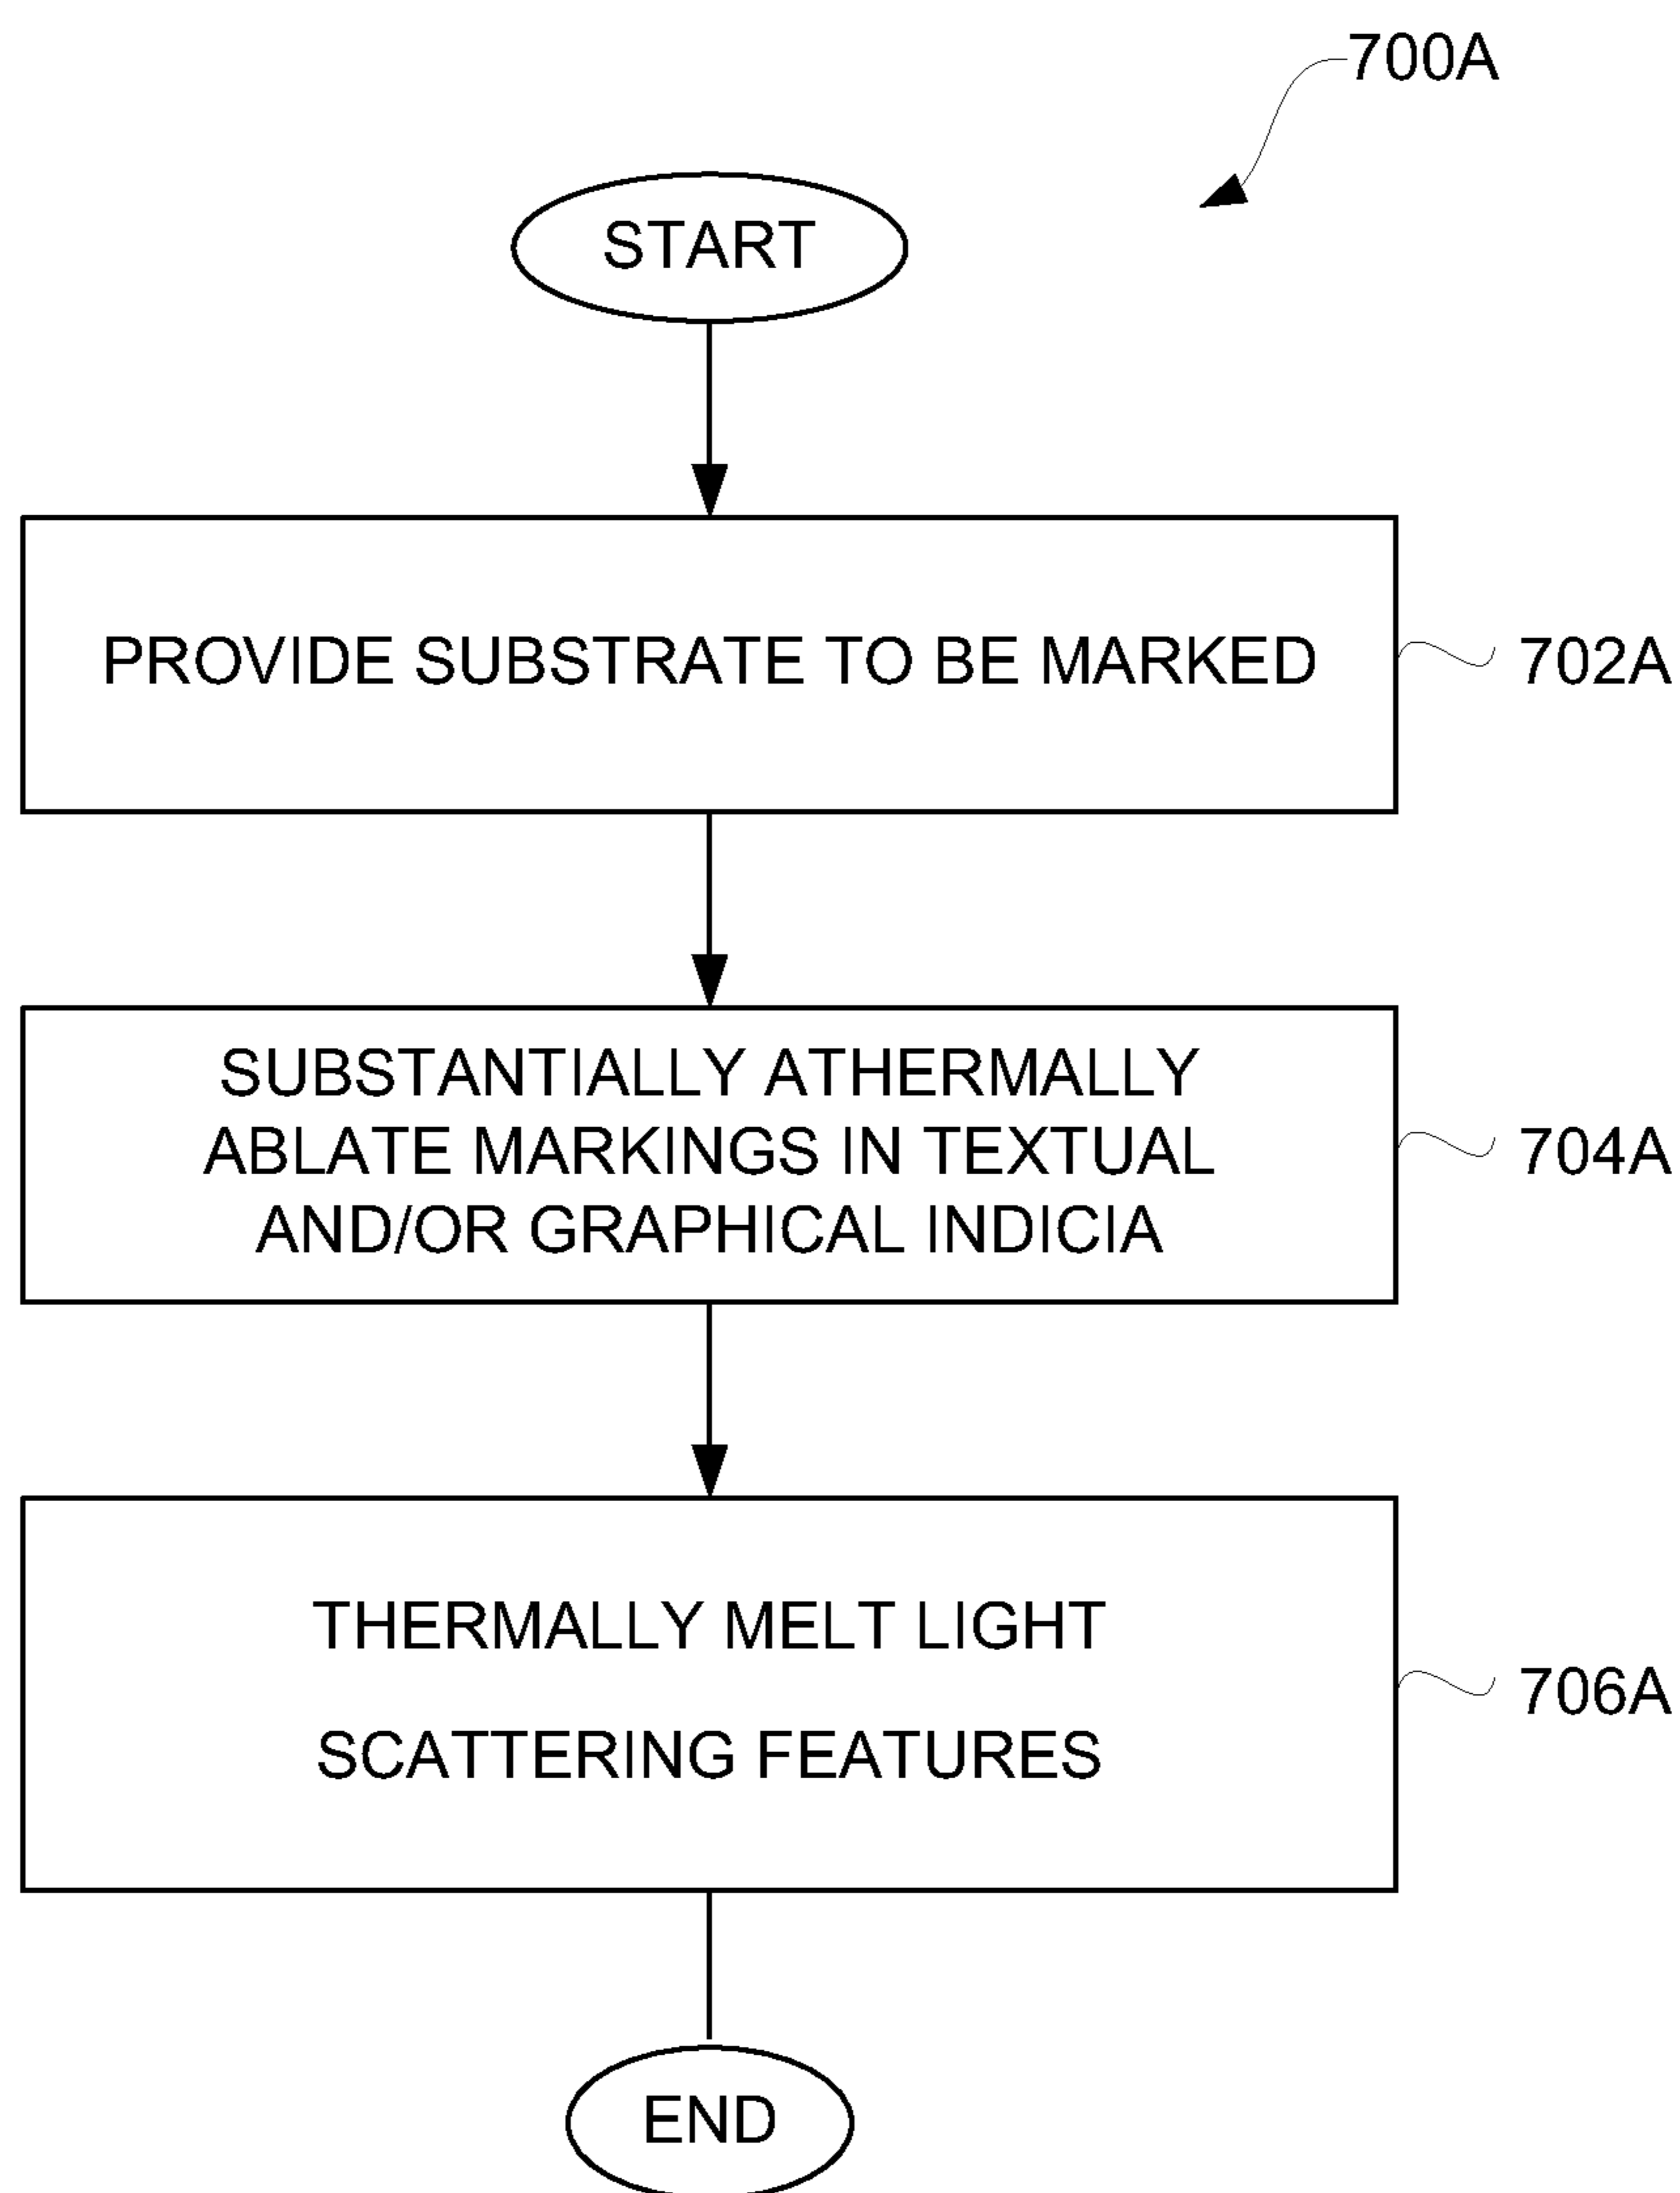 700A
START
PROVIDE SUBSTRATE TO BE MARKED
702A
SUBSTANTIALLY ATHERMALLY
ABLATE MARKINGS IN TEXTUAL
704A
AND/OR GRAPHICAL INDICIA
THERMALLY MELT LIGHT
706A
SCATTERING FEATURES
END